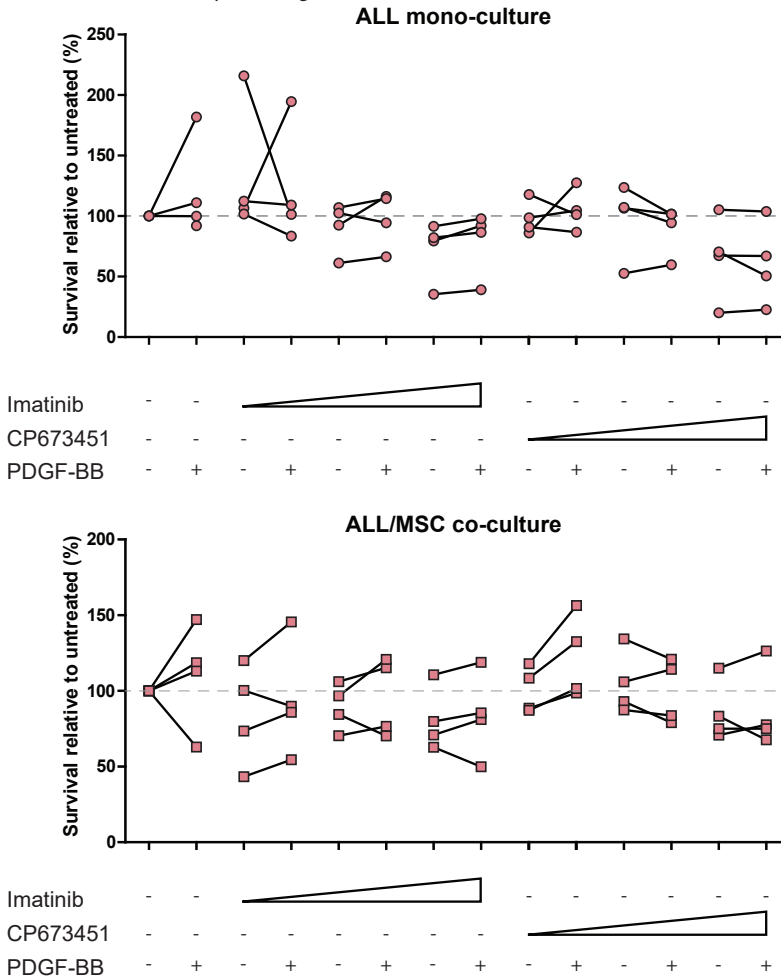 ALL mono-culture
Survival relative to untreated (%)
250
200
150
100
50
0
Imatinib - - - - - - - -
CP673451 - - - - - - - -
PDGF-BB - + - + - + - + - + - + - +
ALL/MSC co-culture
Survival relative to untreated (%)
200
150
100
50
0
Imatinib - - - - - - - -
CP673451 - - - - - - - -
PDGF-BB - + - + - + - + - + - + - +